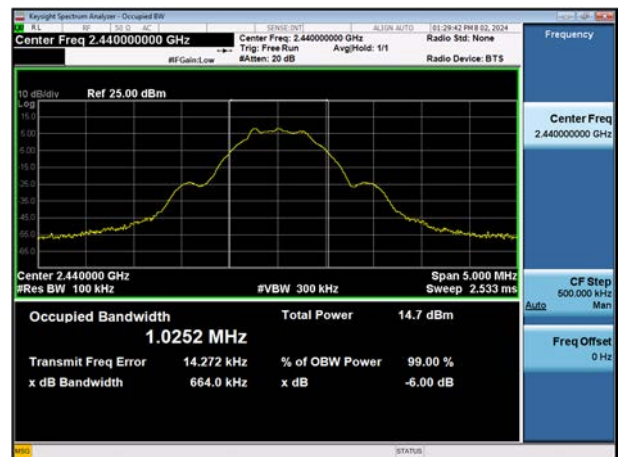 Keysight Spectrum Analyzer - Occupied BW
RL RF 50 Ω AC SENSE:INT ALIGN AUTO 01:29:42 PM 8 02, 2024
Center Freq 2.440000000 GHz
Center Freq: 2.440000000 GHz
Radio Std: None
Trig: Free Run Avg|Hold: 1/1
#IFGain:Low #Atten: 20 dB Radio Device: BTS
Frequency
10 dB/div Ref 25.00 dBm
Log
15.0
5.00
-5.00
-15.0
-25.0
-35.0
-45.0
-55.0
-65.0
Center Freq
2.440000000 GHz
Center 2.440000 GHz Span 5.000 MHz
#Res BW 100 kHz #VBW 300 kHz Sweep 2.533 ms
CF Step
500.000 kHz
Auto Man
Occupied Bandwidth Total Power 14.7 dBm
1.0252 MHz
Transmit Freq Error 14.272 kHz % of OBW Power 99.00 %
x dB Bandwidth 664.0 kHz x dB -6.00 dB
Freq Offset
0 Hz
MSG STATUS